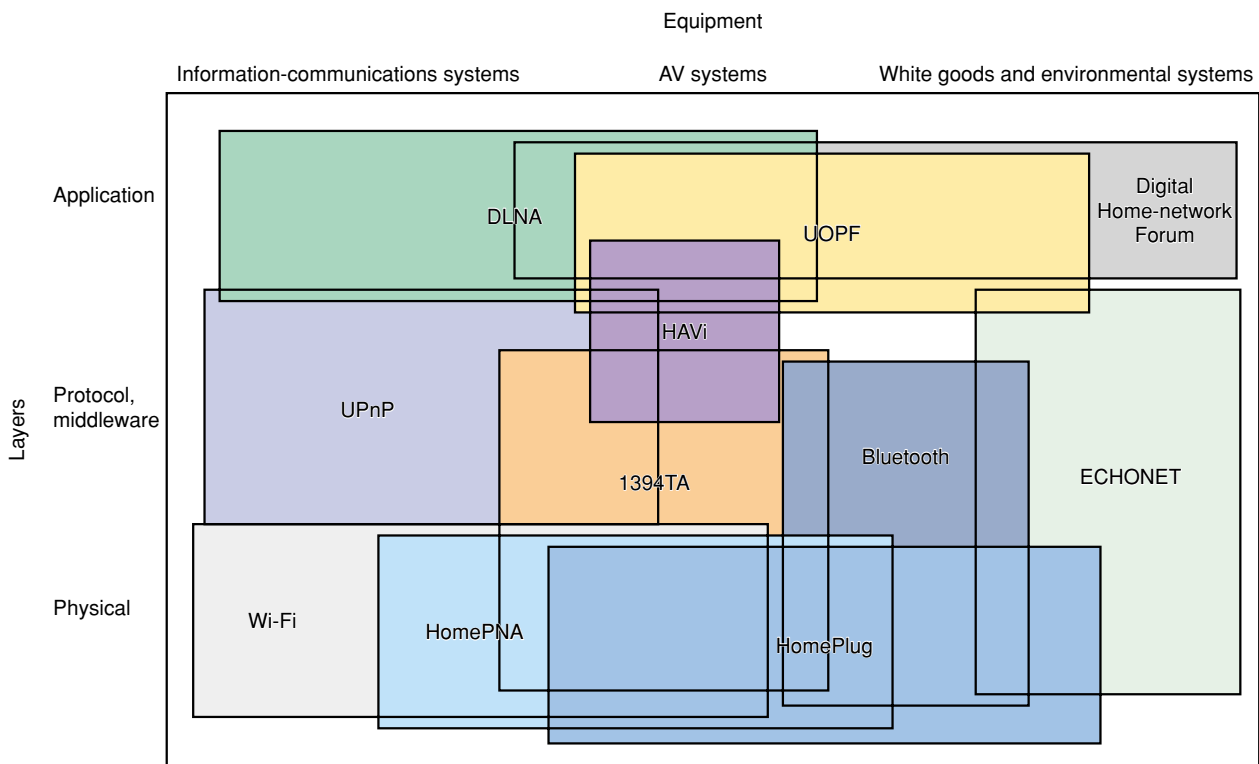 Equipment
Information-communications systems
AV systems
White goods and environmental systems
Layers
Application
DLNA
UOPF
Digital
Home-network
Forum
HAVi
Protocol,
middleware
UPnP
1394TA
Bluetooth
ECHONET
Physical
Wi-Fi
HomePNA
HomePlug